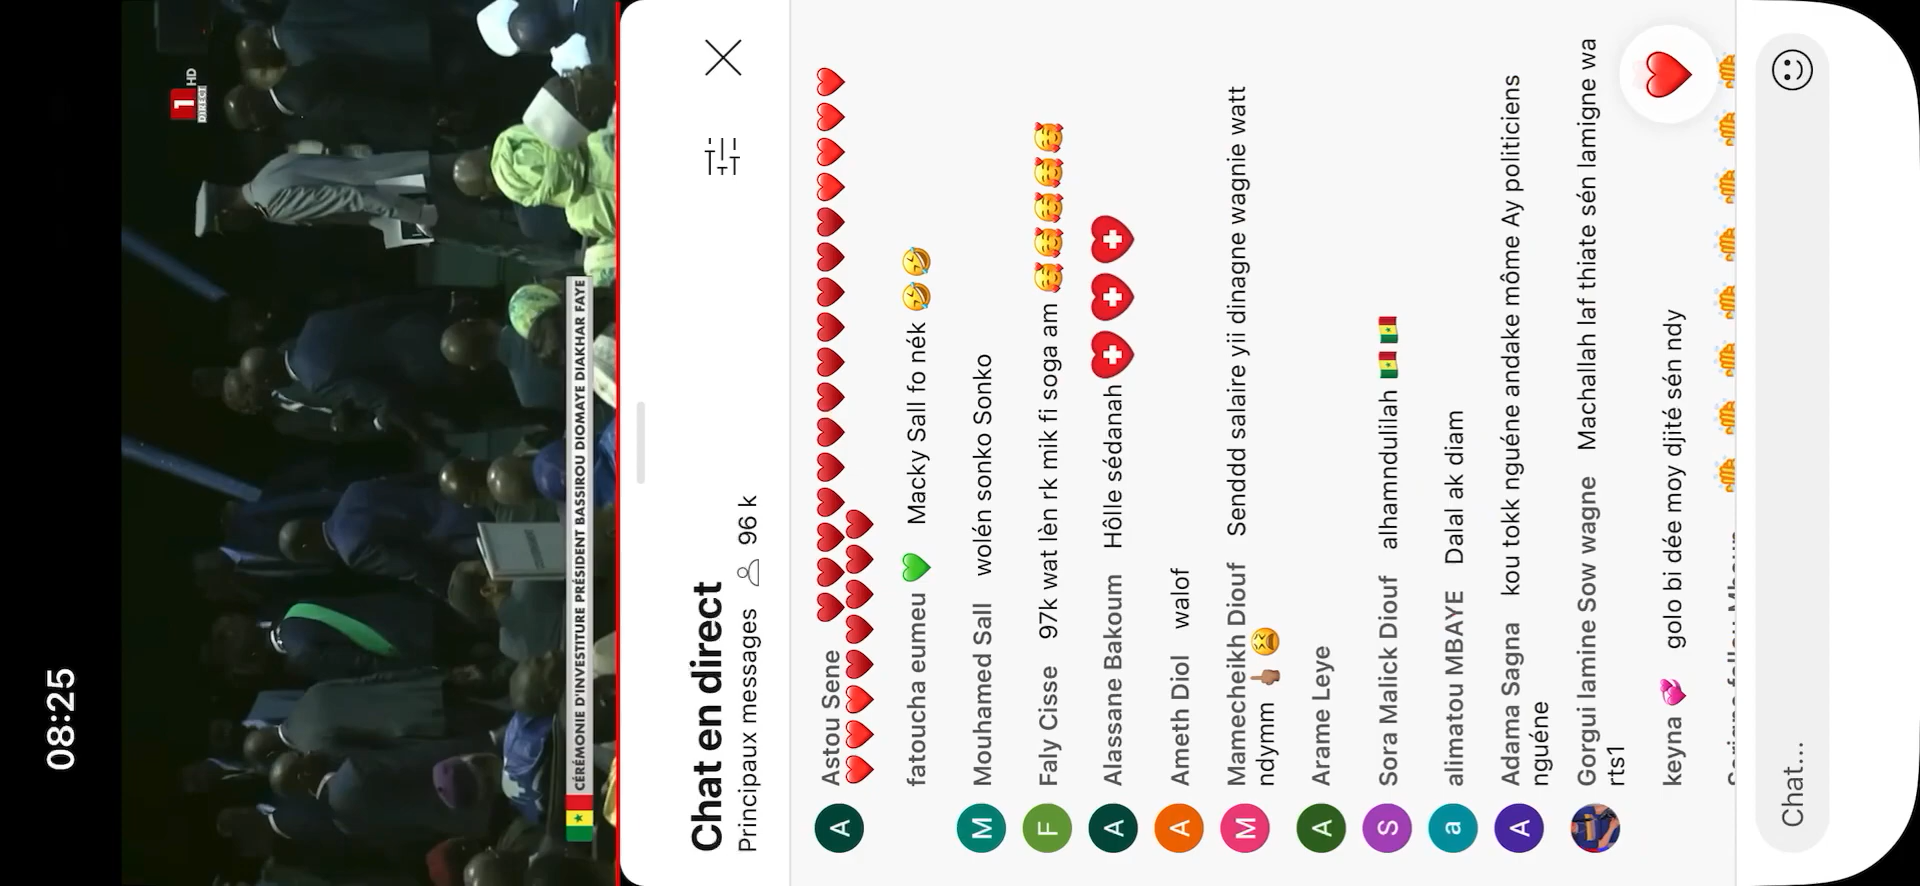 08:25
1
HD
DIRECT
CÉRÉMONIE D'INVESTITURE PRÉSIDENT BASSIROU DIOMAYE DIAKHAR FAYE
Chat en direct
Principaux messages 96 k
A Astou Sene ❤️❤️❤️❤️❤️❤️❤️❤️❤️❤️❤️❤️❤️❤️❤️❤️
❤️❤️❤️❤️❤️❤️❤️❤️
fatoucha eumeu 💚 Macky Sall fo nék 🤣🤣
M Mouhamed Sall wolén sonko Sonko
F Faly Cisse 97k wat lèn rk mik fi soga am 🥰🥰🥰🥰🥰
A Alassane Bakoum Hôlle sédanah
A Ameth Diol walof
M Mamecheikh Diouf Senddd salaire yii dinagne wagnie watt
ndymm 🖕🏽😫
A Arame Leye
S Sora Malick Diouf alhamndulilah 🇸🇳🇸🇳
a alimatou MBAYE Dalal ak diam
A Adama Sagna kou tokk nguéne andake môme Ay politiciens
nguéne
Gorgui lamine Sow wagne Machallah laf thiate sén lamigne wa
rts1
keyna 💞 golo bi dée moy djité sén ndy
Chat...